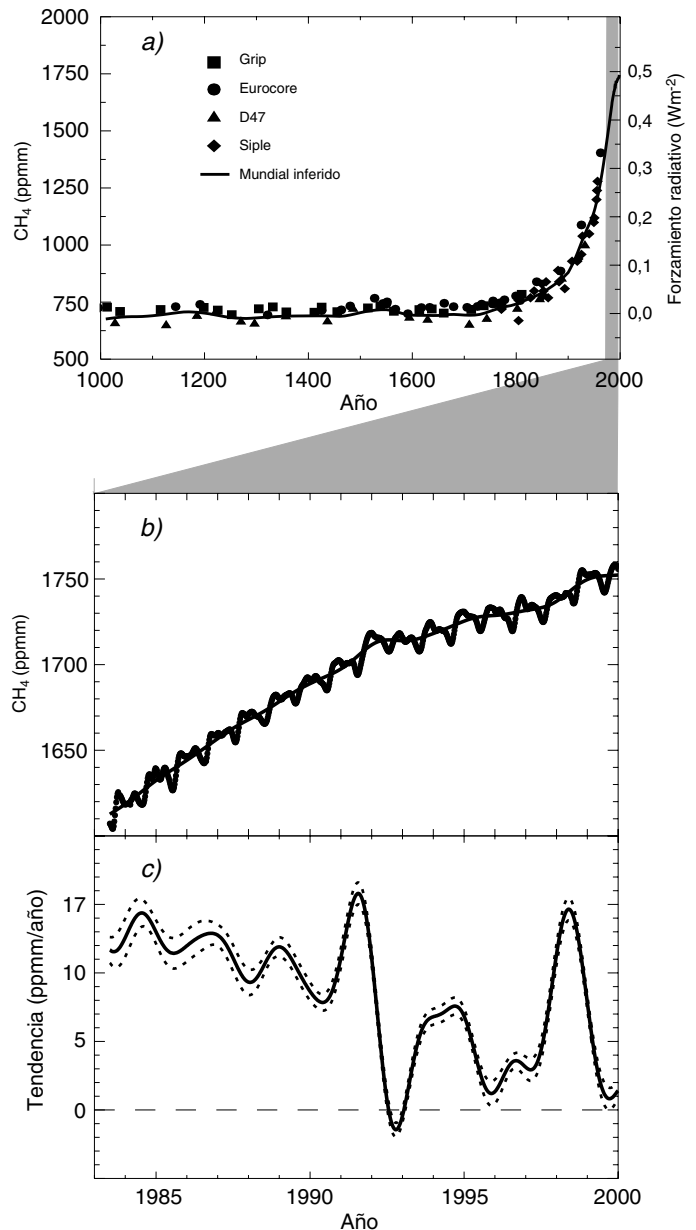 a)
2000
1750
1500
1250
1000
750
500
CH₄ (ppmm)
Grip
Eurocore
D47
Siple
Mundial inferido
0,5
0,4
0,3
0,2
0,1
0,0
Forzamiento radiativo (Wm⁻²)
1000 1200 1400 1600 1800 2000
Año
b)
1750
1700
1650
CH₄ (ppmm)
c)
17
10
5
0
Tendencia (ppmm/año)
1985 1990 1995 2000
Año